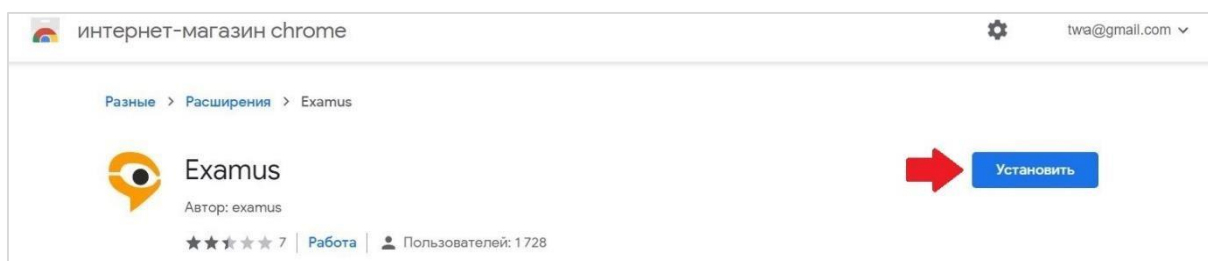 интернет-магазин chrome twa@gmail.com
Разные > Расширения > Examus
Examus
Установить
Автор: examus
7 Работа Пользователей: 1 728